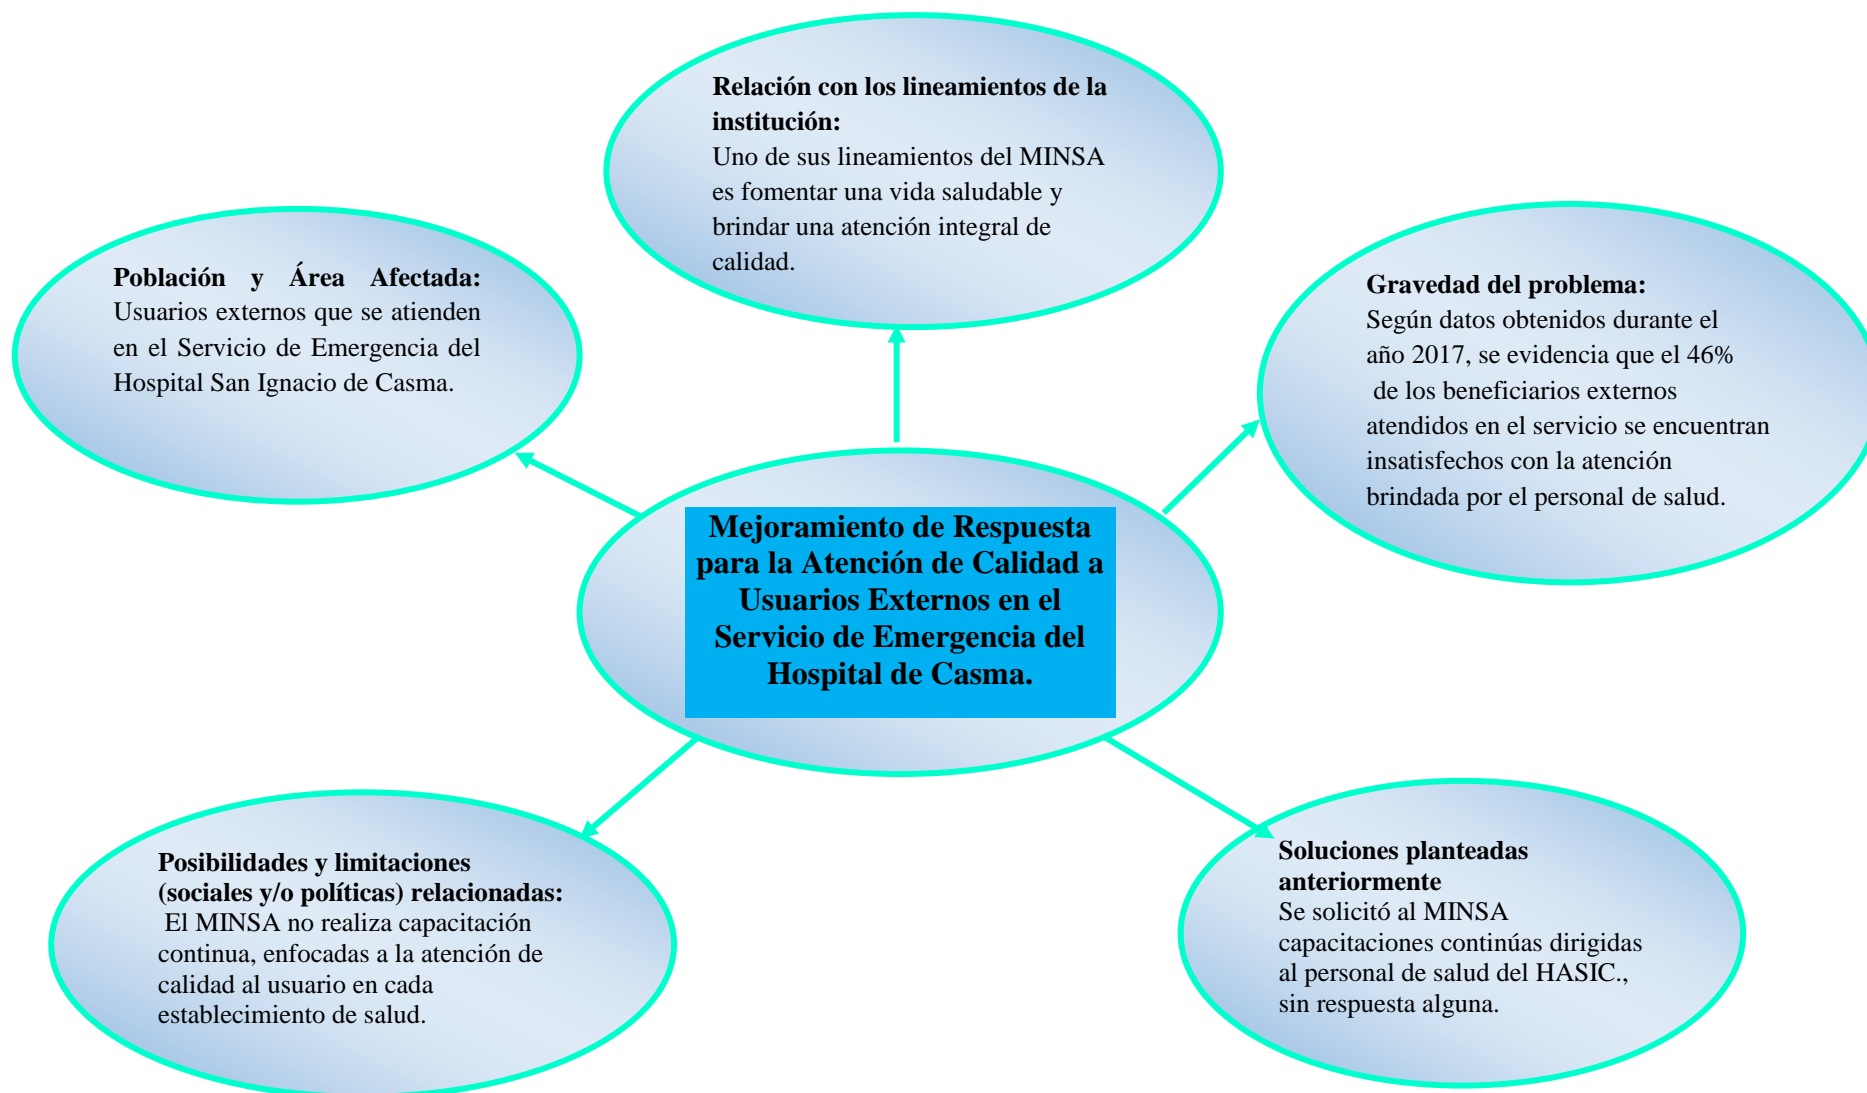 Relación con los lineamientos de la
institución:
Uno de sus lineamientos del MINSA
es fomentar una vida saludable y
brindar una atención integral de
calidad.
Población y Área Afectada:
Usuarios externos que se atienden
en el Servicio de Emergencia del
Hospital San Ignacio de Casma.
Gravedad del problema:
Según datos obtenidos durante el
año 2017, se evidencia que el 46%
de los beneficiarios externos
atendidos en el servicio se encuentran
insatisfechos con la atención
brindada por el personal de salud.
Mejoramiento de Respuesta
para la Atención de Calidad a
Usuarios Externos en el
Servicio de Emergencia del
Hospital de Casma.
Posibilidades y limitaciones
(sociales y/o políticas) relacionadas:
El MINSA no realiza capacitación
continua, enfocadas a la atención de
calidad al usuario en cada
establecimiento de salud.
Soluciones planteadas
anteriormente
Se solicitó al MINSA
capacitaciones continúas dirigidas
al personal de salud del HASIC.,
sin respuesta alguna.